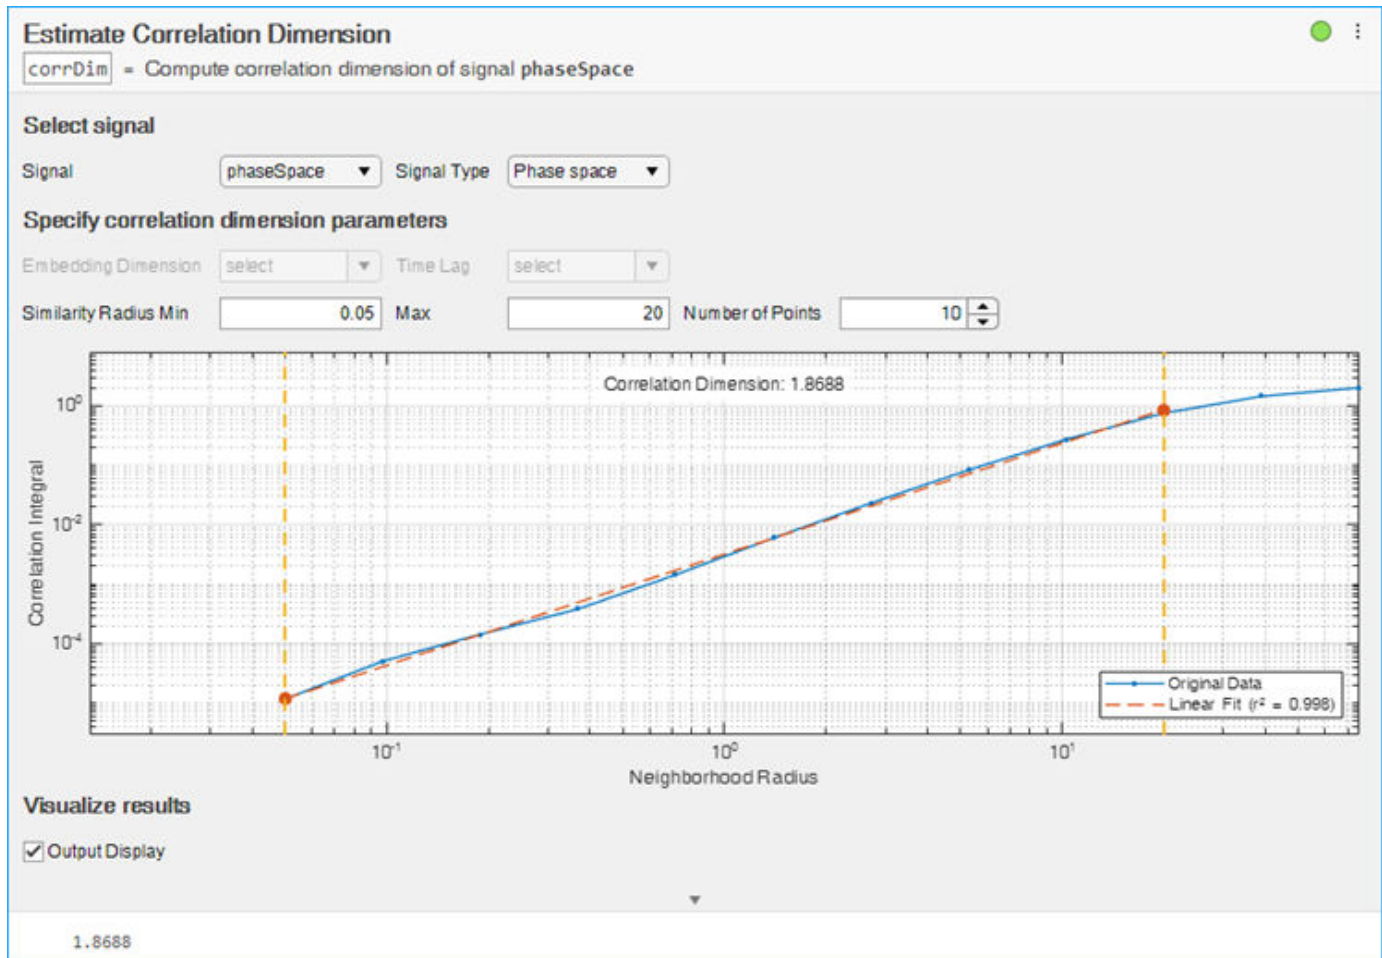 Estimate Correlation Dimension
corrDim = Compute correlation dimension of signal phaseSpace
Select signal
Signal phaseSpace Signal Type Phase space
Specify correlation dimension parameters
Embedding Dimension select Time Lag select
Similarity Radius Min 0.05 Max 20 Number of Points 10
Correlation Dimension: 1.8688
10⁰
10⁻²
10⁻⁴
Correlation Integral
Original Data
Linear Fit (r² = 0.998)
10⁻¹ 10⁰ 10¹
Neighborhood Radius
Visualize results
Output Display
1.8688